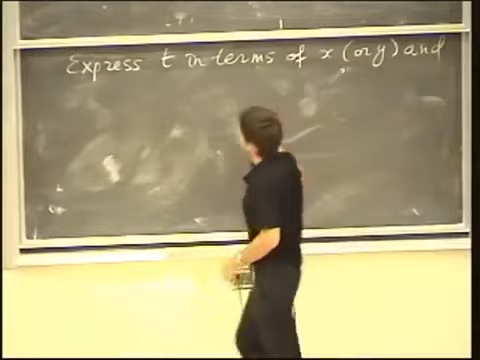 Express t in terms of x (or y) and